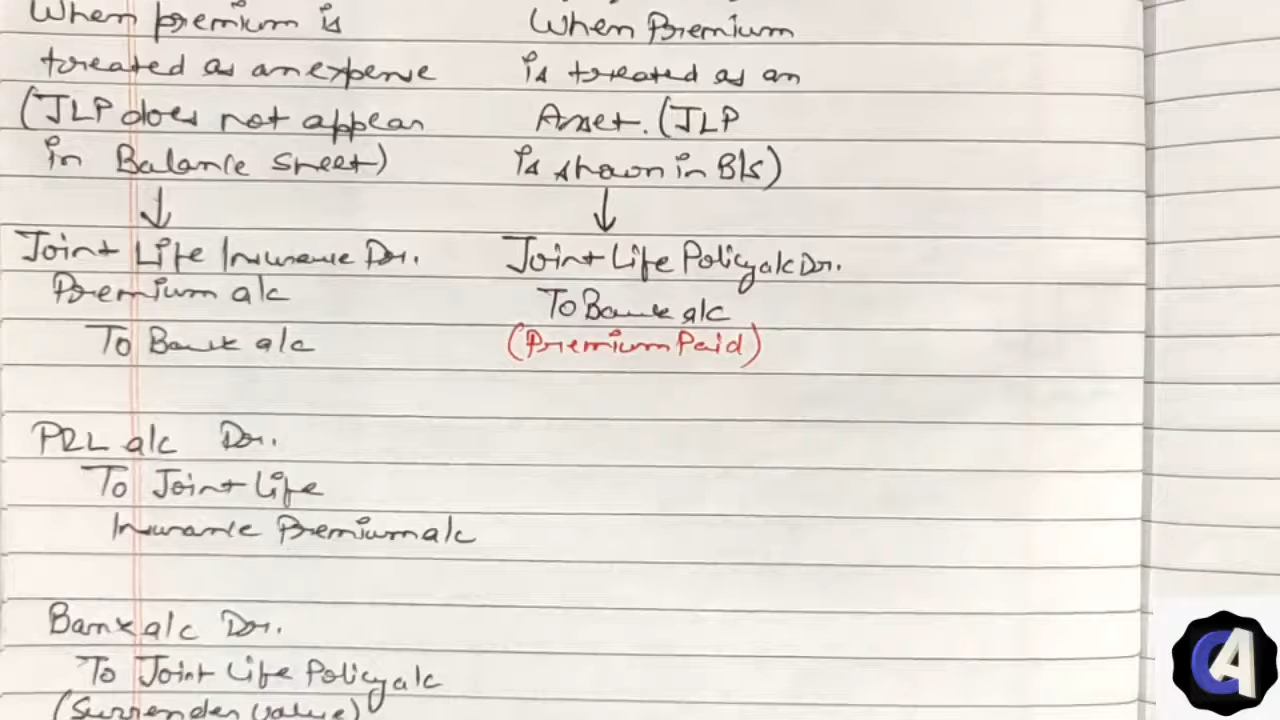 When premium is
treated as an expense
(JLP does not appear
in Balance sheet)
Joint Life Insurance Dr.
Premium a/c
To Bank a/c
P&L a/c Dr.
To Joint Life
Insurance Premium a/c
Bank a/c Dr.
To Joint Life Policy a/c
(Surrender value)
When Premium
is treated as an
Asset. (JLP
is shown in B/s)
Joint Life Policy a/c Dr.
To Bank a/c
(Premium Paid)
CA